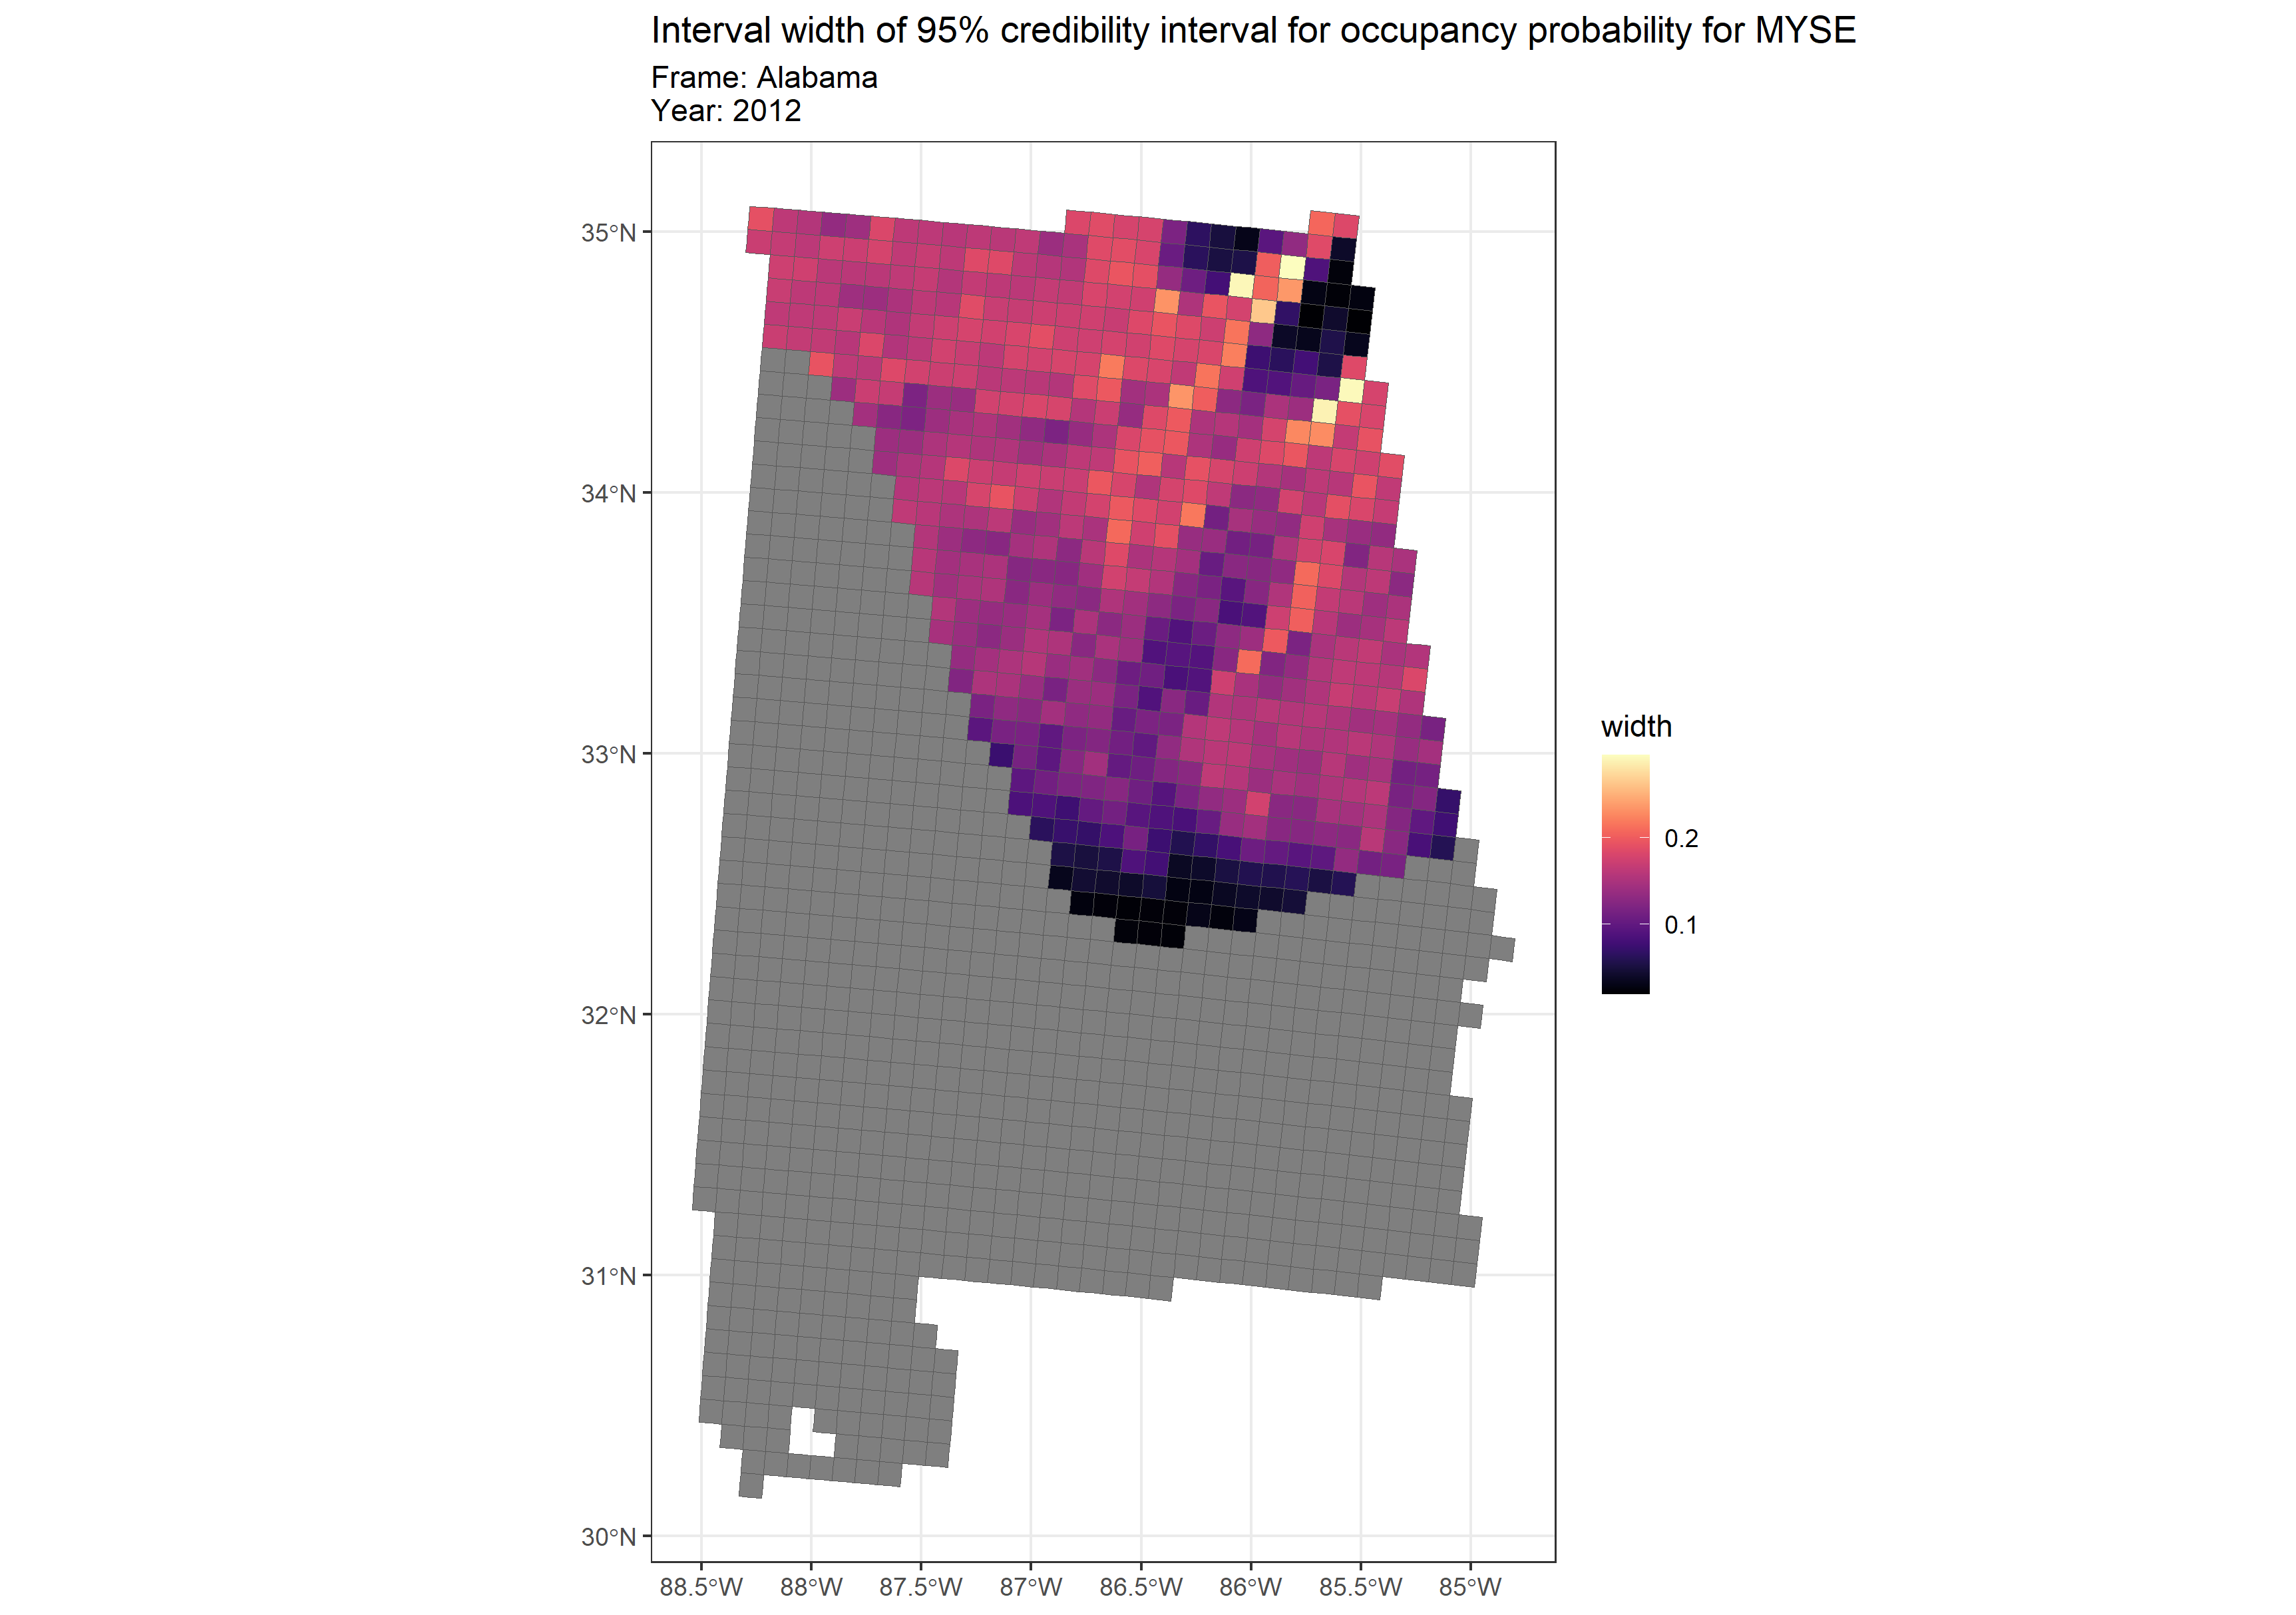 Interval width of 95% credibility interval for occupancy probability for MYSE
Frame: Alabama
Year: 2012
35°N
34°N
33°N
32°N
31°N
30°N
88.5°W 88°W 87.5°W 87°W 86.5°W 86°W 85.5°W 85°W
width
0.2
0.1